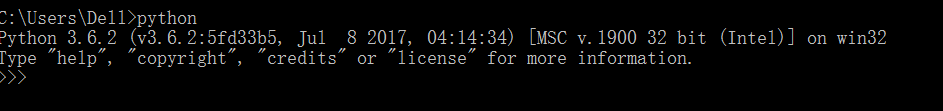 C:\Users\Dell>python
Python 3.6.2 (v3.6.2:5fd33b5, Jul  8 2017, 04:14:34) [MSC v.1900 32 bit (Intel)] on win32
Type "help", "copyright", "credits" or "license" for more information.
>>>